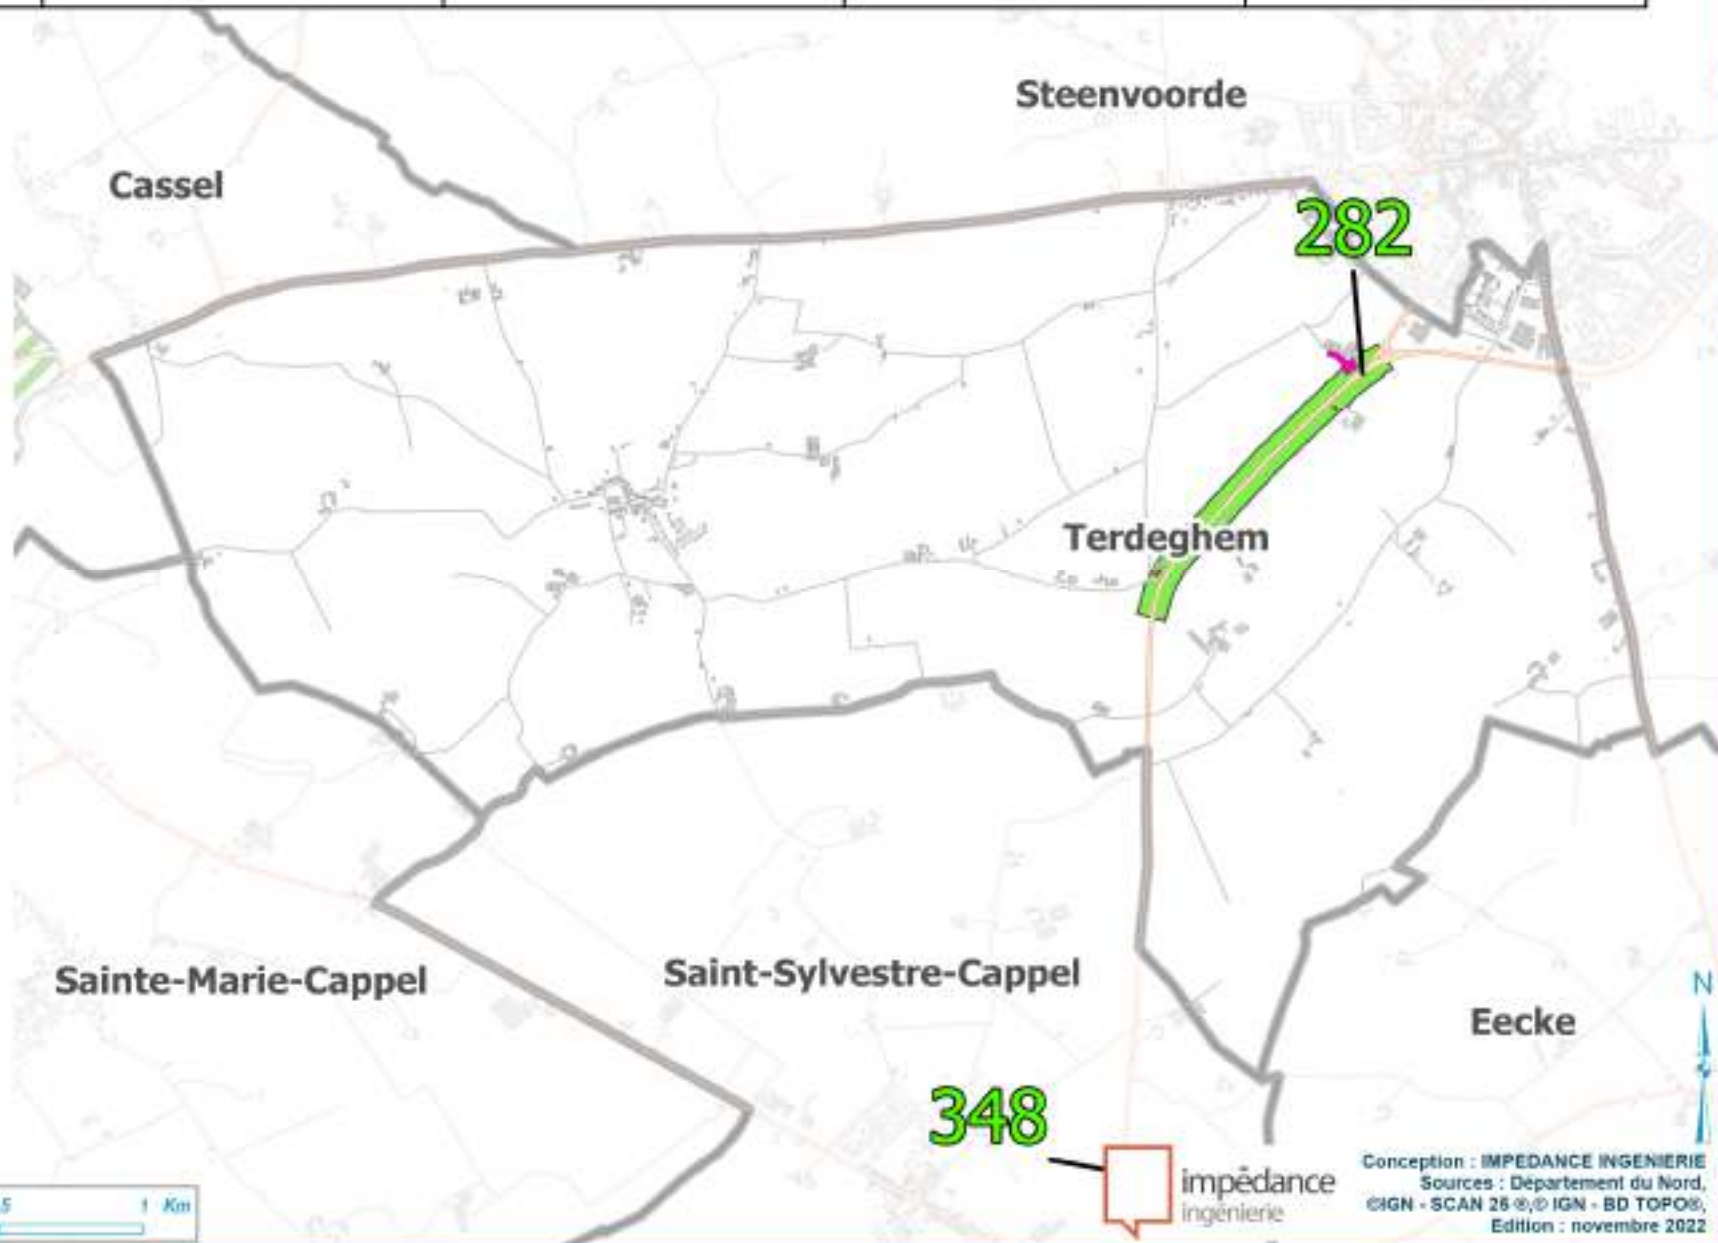 Steenvoorde
Cassel
282
Terdeghem
Sainte-Marie-Cappel
Saint-Sylvestre-Cappel
N
Eecke
348
impédance
ingénierie
Conception : IMPEDANCE INGENIERIE
Sources : Département du Nord,
©IGN - SCAN 25 ®,© IGN - BD TOPO®,
Edition : novembre 2022
5 1 Km